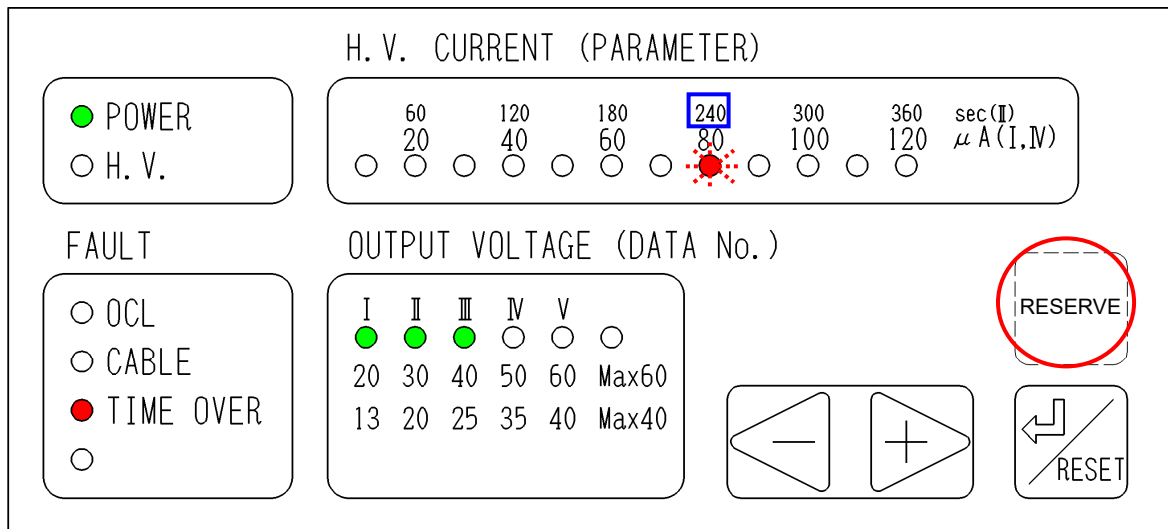 H. V. CURRENT (PARAMETER)
POWER
H. V.
60 120 180 240 300 360 sec(Ⅱ)
20 40 60 80 100 120 μA(Ⅰ,Ⅳ)
FAULT
OCL
CABLE
TIME OVER
OUTPUT VOLTAGE (DATA No.)
Ⅰ Ⅱ Ⅲ Ⅳ Ⅴ
20 30 40 50 60 Max60
13 20 25 35 40 Max40
RESERVE
− +
RESET